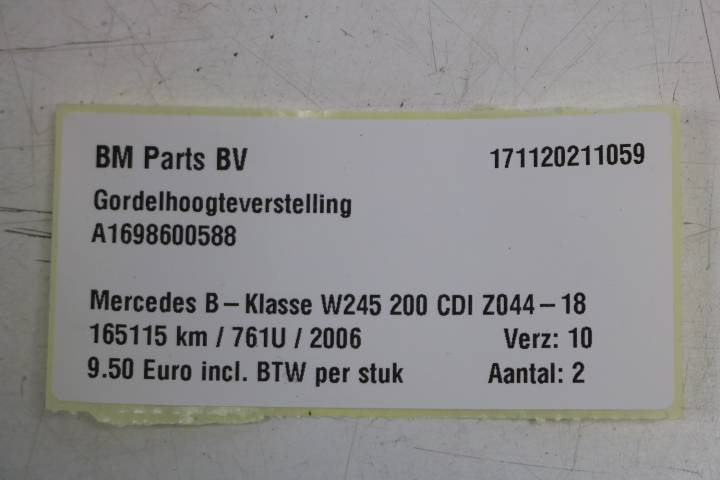 BM Parts BV 171120211059
Gordelhoogteverstelling
A1698600588
Mercedes B-Klasse W245 200 CDI Z044-18
165115 km / 761U / 2006 Verz: 10
9.50 Euro incl. BTW per stuk Aantal: 2